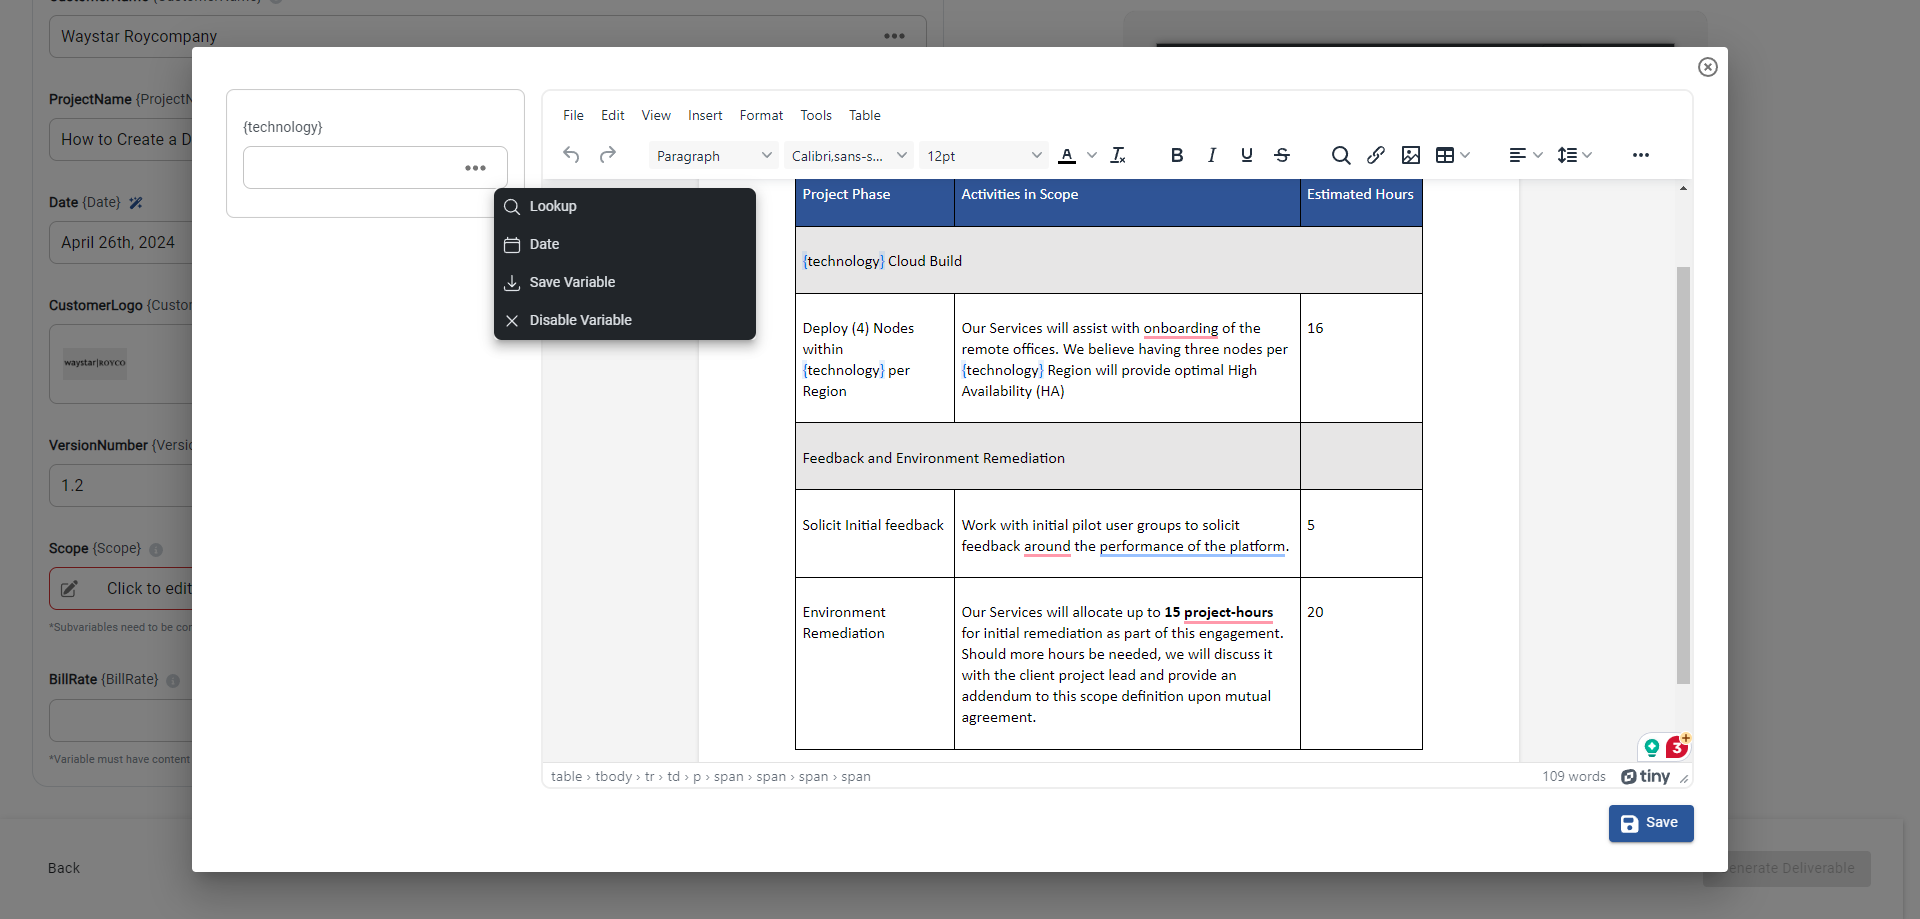 Waystar Roycompany
ProjectName {ProjectN
How to Create a D
Date {Date}
April 26th, 2024
CustomerLogo {Custor
waystar|ROYCO
VersionNumber {Versic
1.2
Scope {Scope}
Click to edit
*Subvariables need to be cor
BillRate {BillRate}
*Variable must have content
Back
{technology}
Lookup
Date
Save Variable
Disable Variable
File Edit View Insert Format Tools Table
Paragraph Calibri,sans-s... 12pt
Project Phase Activities in Scope Estimated Hours
{technology} Cloud Build
Deploy (4) Nodes
within
{technology} per
Region
Our Services will assist with onboarding of the
remote offices. We believe having three nodes per
{technology} Region will provide optimal High
Availability (HA)
16
Feedback and Environment Remediation
Solicit Initial feedback
Work with initial pilot user groups to solicit
feedback around the performance of the platform.
5
Environment
Remediation
Our Services will allocate up to 15 project-hours
for initial remediation as part of this engagement.
Should more hours be needed, we will discuss it
with the client project lead and provide an
addendum to this scope definition upon mutual
agreement.
20
3
table › tbody › tr › td › p › span › span › span › span
109 words tiny
Save
enerate Deliverable